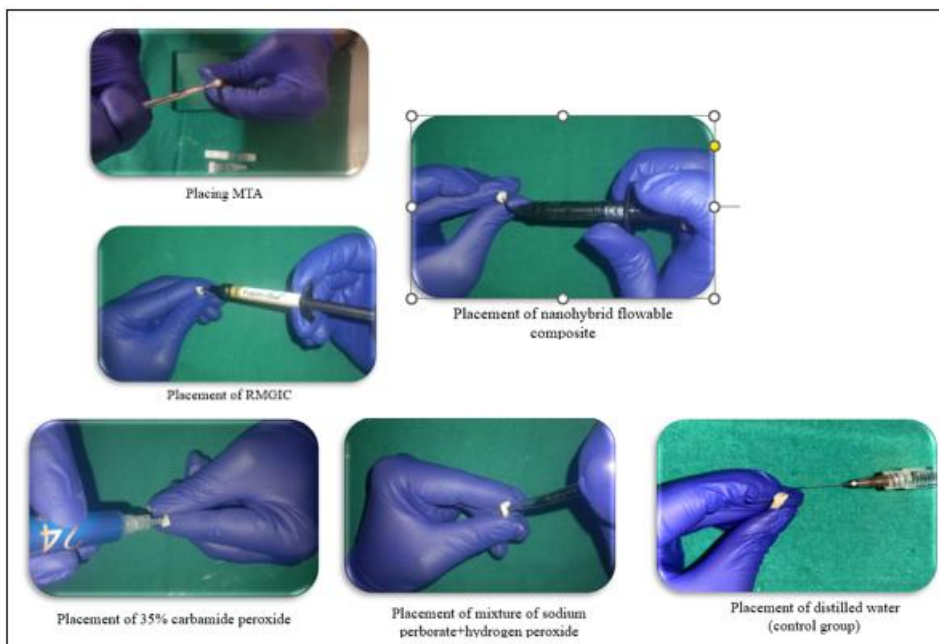 Placing MTA
Placement of nanohybrid flowable
composite
Placement of RMGIC
24
Placement of 35% carbamide peroxide
Placement of mixture of sodium
perborate+hydrogen peroxide
Placement of distilled water
(control group)